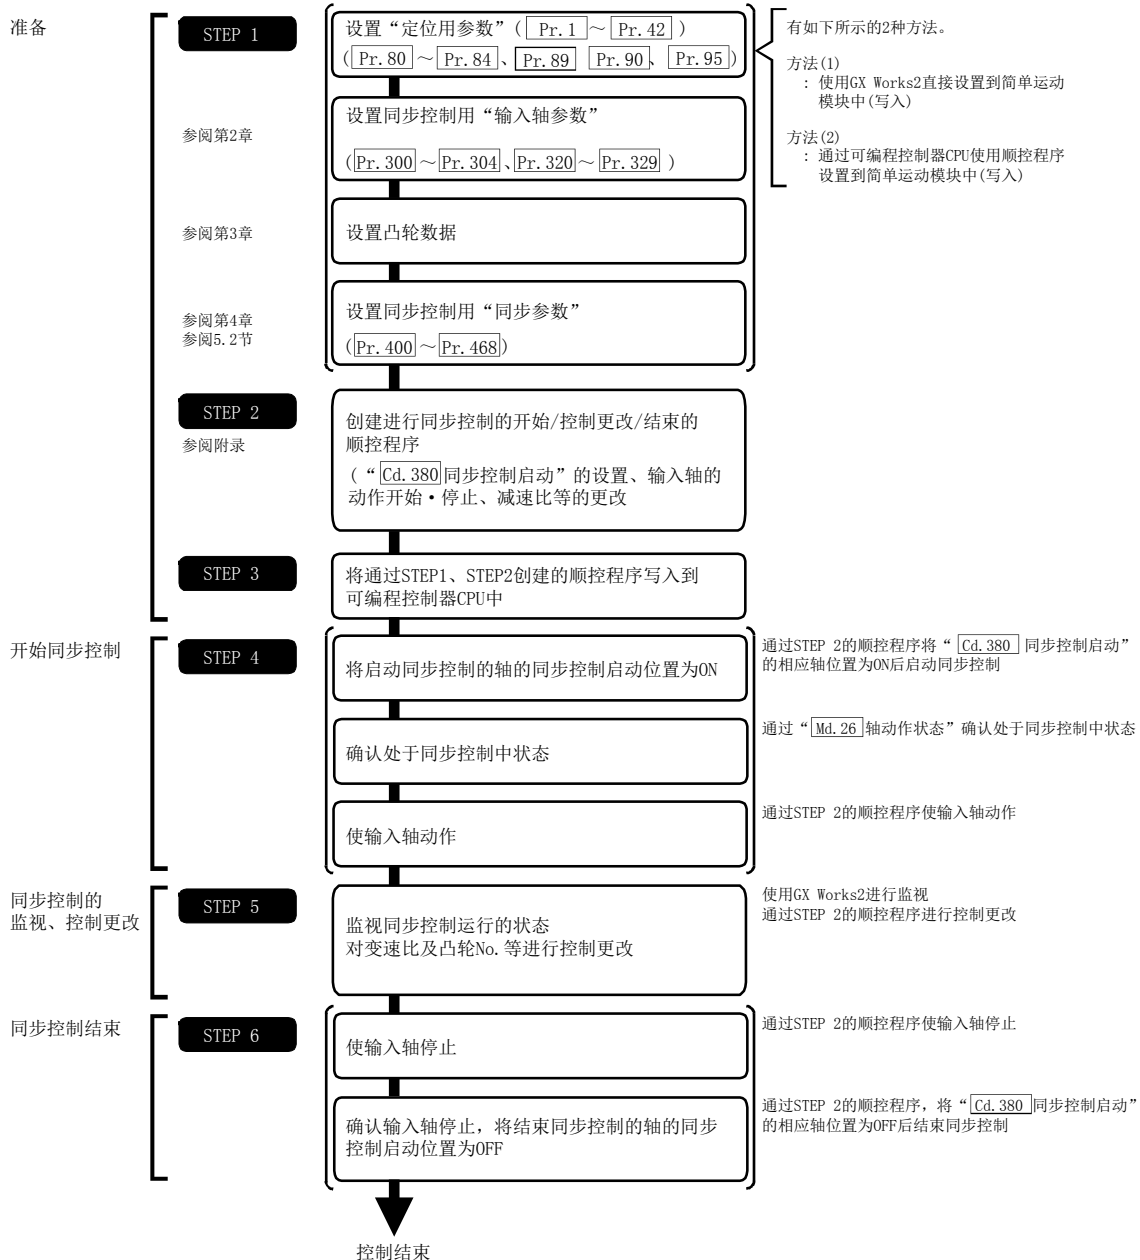 准备
STEP 1
设置“定位用参数”( Pr.1 ～ Pr.42 )
(Pr.80～Pr.84、Pr.89 Pr.90、Pr.95)
有如下所示的2种方法。
方法(1)
: 使用GX Works2直接设置到简单运动
模块中(写入)
方法(2)
: 通过可编程控制器CPU使用顺控程序
设置到简单运动模块中(写入)
参阅第2章
设置同步控制用“输入轴参数”
(Pr.300～Pr.304、Pr.320～Pr.329 )
参阅第3章
设置凸轮数据
参阅第4章
参阅5.2节
设置同步控制用“同步参数”
(Pr.400～Pr.468)
STEP 2
参阅附录
创建进行同步控制的开始/控制更改/结束的
顺控程序
(“Cd.380同步控制启动”的设置、输入轴的
动作开始·停止、减速比等的更改
STEP 3
将通过STEP1、STEP2创建的顺控程序写入到
可编程控制器CPU中
开始同步控制
STEP 4
将启动同步控制的轴的同步控制启动位置为ON
通过STEP 2的顺控程序将“ Cd.380 同步控制启动”
的相应轴位置为ON后启动同步控制
确认处于同步控制中状态
通过“Md.26轴动作状态”确认处于同步控制中状态
使输入轴动作
通过STEP 2的顺控程序使输入轴动作
同步控制的
监视、控制更改
STEP 5
监视同步控制运行的状态
对变速比及凸轮No.等进行控制更改
使用GX Works2进行监视
通过STEP 2的顺控程序进行控制更改
同步控制结束
STEP 6
使输入轴停止
通过STEP 2的顺控程序使输入轴停止
确认输入轴停止，将结束同步控制的轴的同步
控制启动位置为OFF
通过STEP 2的顺控程序，将“Cd.380同步控制启动”
的相应轴位置为OFF后结束同步控制
控制结束